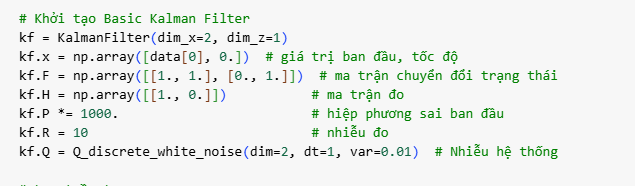 # Khởi tạo Basic Kalman Filter
kf = KalmanFilter(dim_x=2, dim_z=1)
kf.x = np.array([data[0], 0.])  # giá trị ban đầu, tốc độ
kf.F = np.array([[1., 1.], [0., 1.]])  # ma trận chuyển đổi trạng thái
kf.H = np.array([[1., 0.]])           # ma trận đo
kf.P *= 1000.                         # hiệp phương sai ban đầu
kf.R = 10                             # nhiễu đo
kf.Q = Q_discrete_white_noise(dim=2, dt=1, var=0.01)  # Nhiễu hệ thống